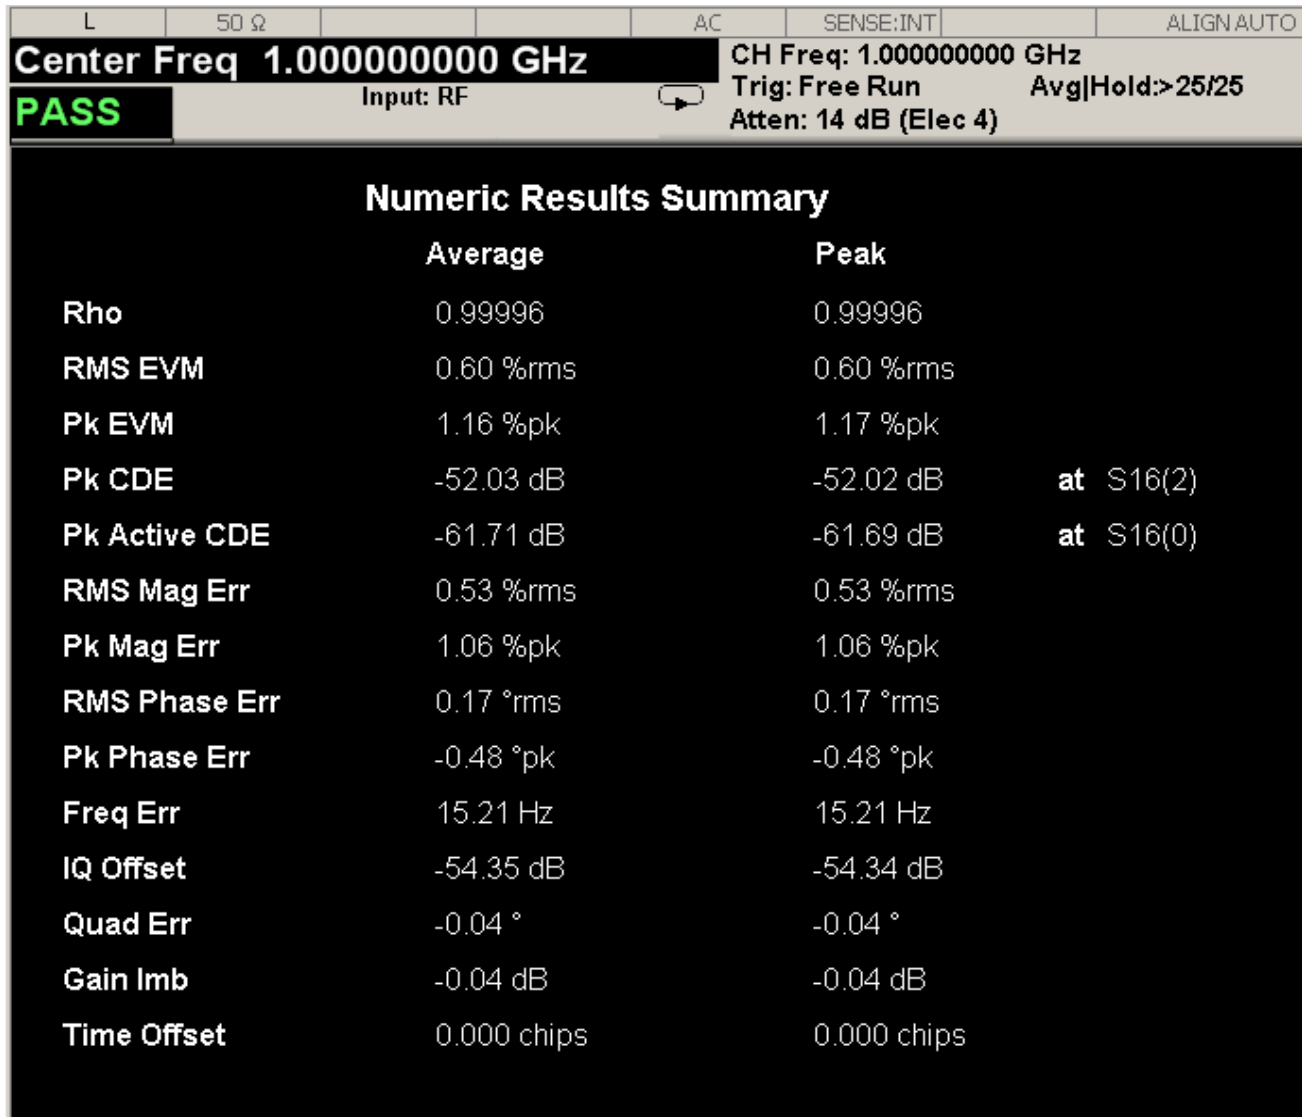 L 50 Ω AC SENSE:INT ALIGN AUTO
Center Freq 1.000000000 GHz
CH Freq: 1.000000000 GHz
Input: RF
Trig: Free Run Avg|Hold:>25/25
PASS
Atten: 14 dB (Elec 4)
Numeric Results Summary
Average Peak
Rho 0.99996 0.99996
RMS EVM 0.60 %rms 0.60 %rms
Pk EVM 1.16 %pk 1.17 %pk
Pk CDE -52.03 dB -52.02 dB at S16(2)
Pk Active CDE -61.71 dB -61.69 dB at S16(0)
RMS Mag Err 0.53 %rms 0.53 %rms
Pk Mag Err 1.06 %pk 1.06 %pk
RMS Phase Err 0.17 °rms 0.17 °rms
Pk Phase Err -0.48 °pk -0.48 °pk
Freq Err 15.21 Hz 15.21 Hz
IQ Offset -54.35 dB -54.34 dB
Quad Err -0.04 ° -0.04 °
Gain Imb -0.04 dB -0.04 dB
Time Offset 0.000 chips 0.000 chips